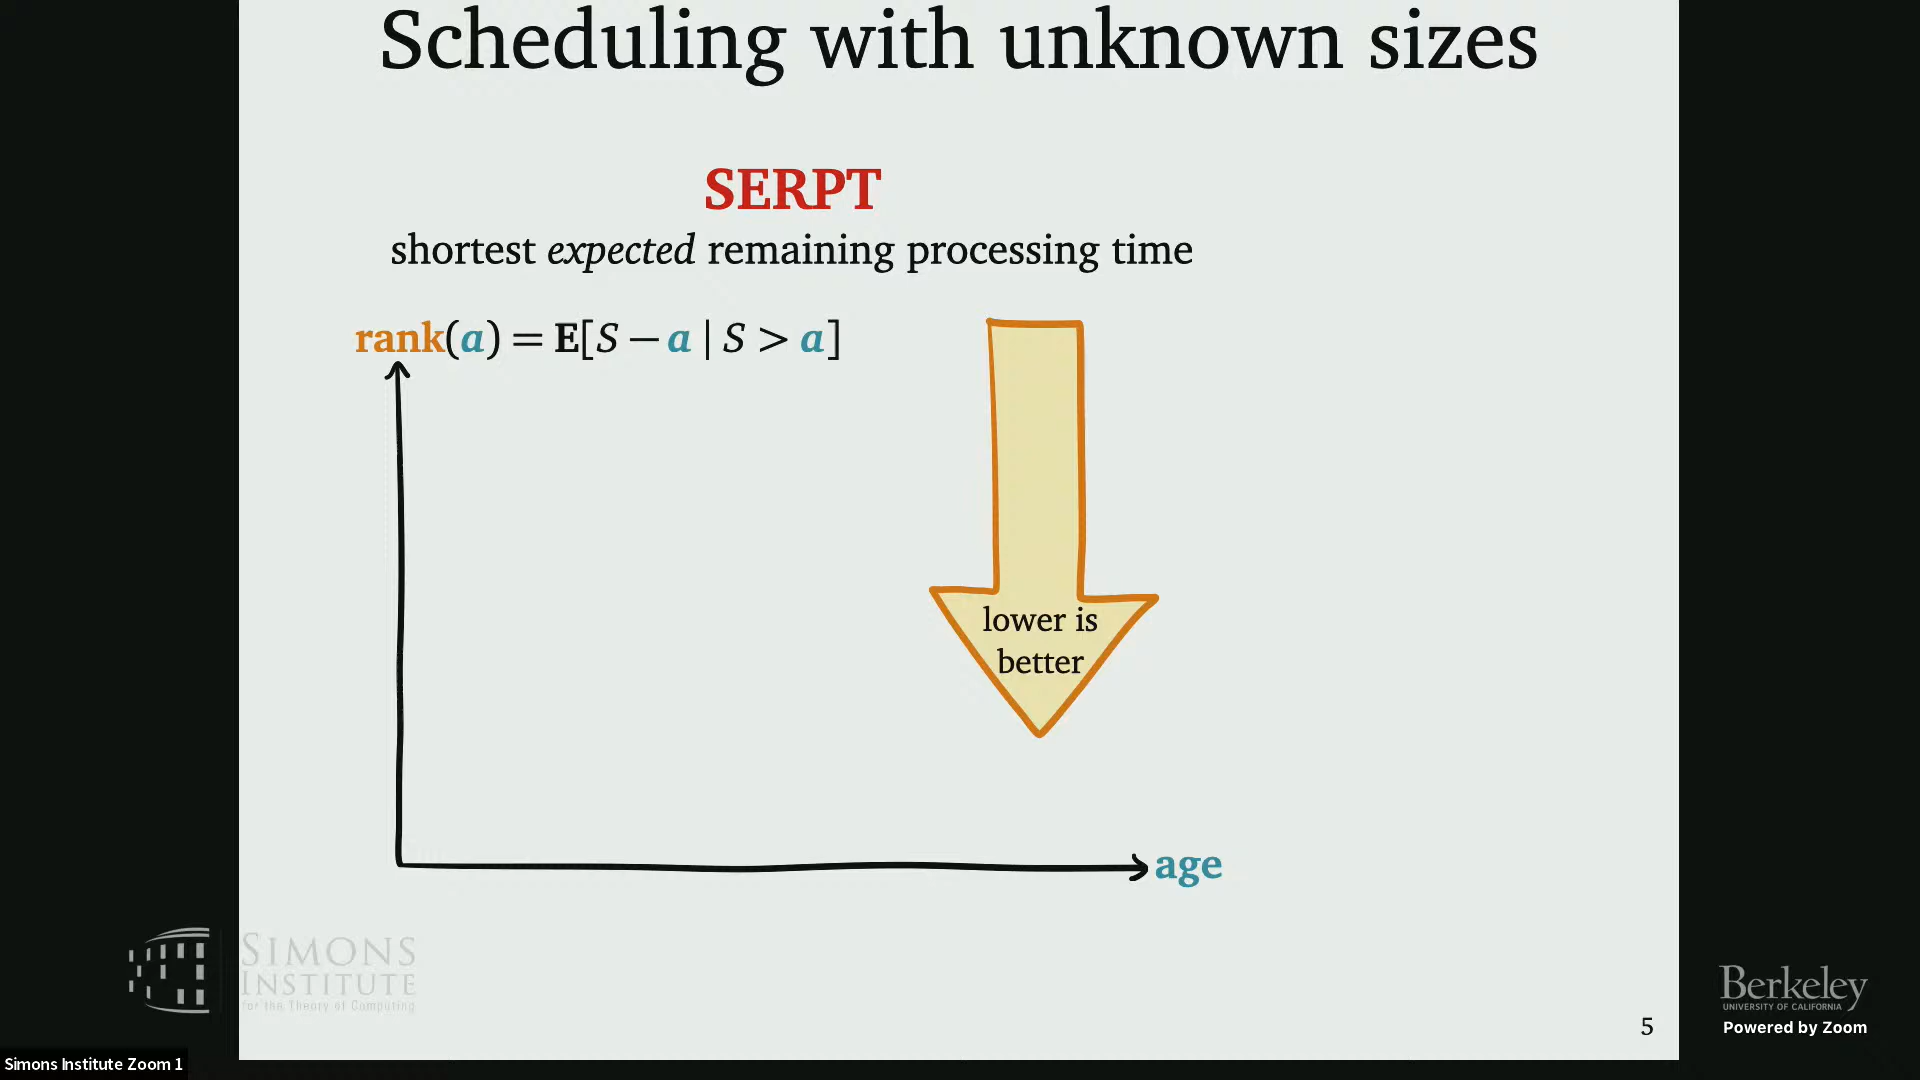 Scheduling with unknown sizes
SERPT
shortest expected remaining processing time
rank(a) = E[S − a | S > a]
lower is
better
age
SIMONS
INSTITUTE
for the Theory of Computing
5
Berkeley
UNIVERSITY OF CALIFORNIA
Powered by Zoom
Simons Institute Zoom 1